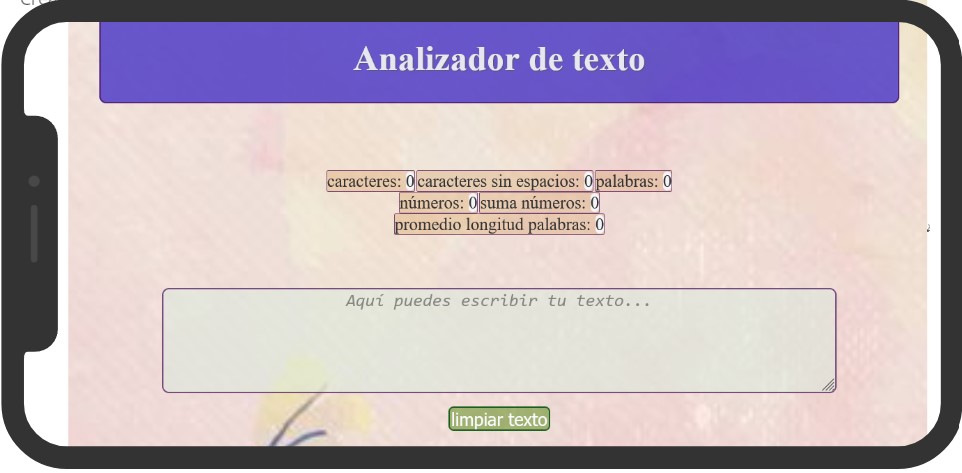 Analizador de texto
caracteres: 0 caracteres sin espacios: 0 palabras: 0
números: 0 suma números: 0
promedio longitud palabras: 0
Aquí puedes escribir tu texto...
limpiar texto